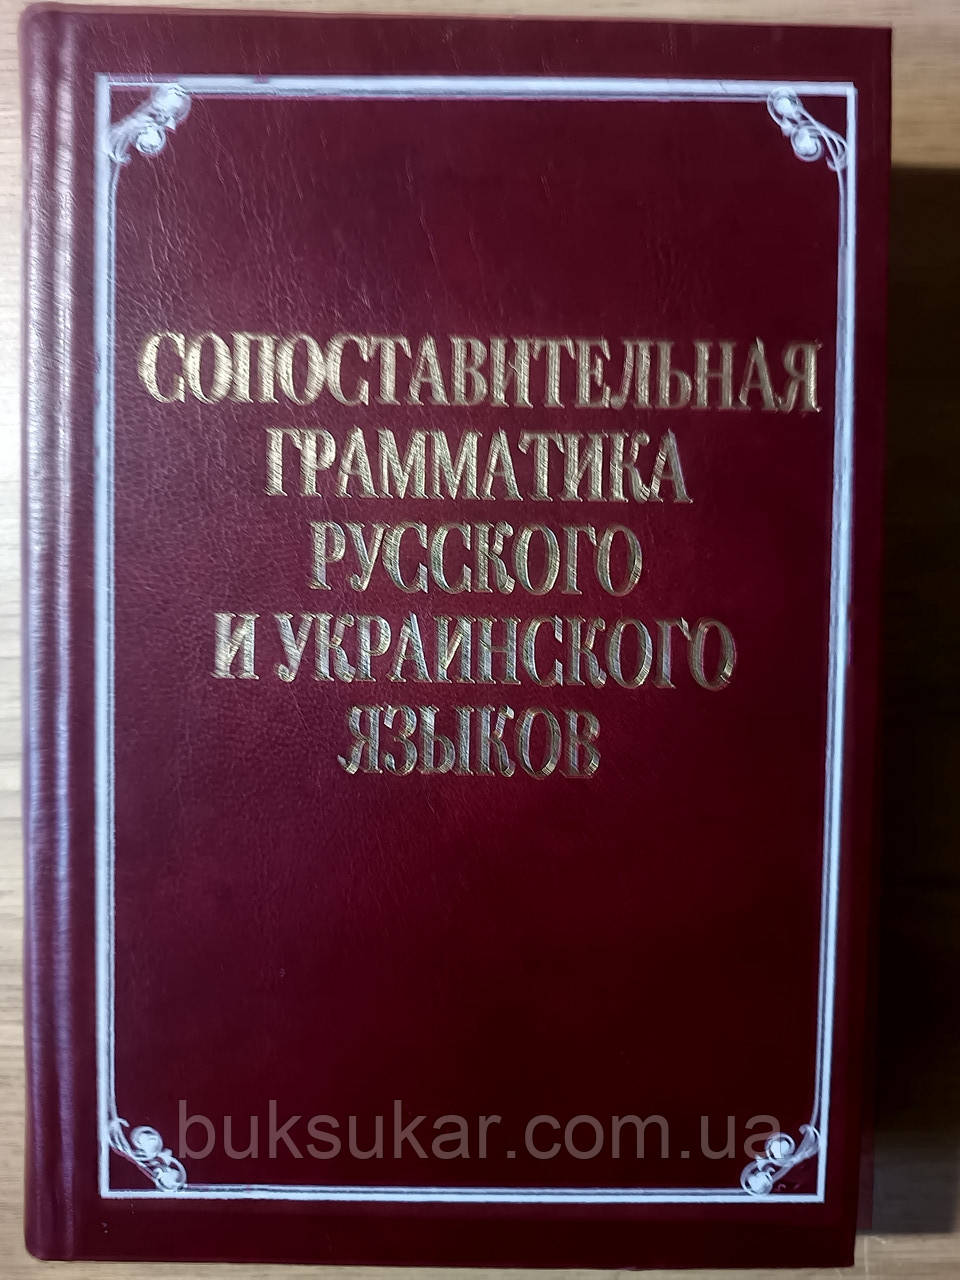 СОПОСТАВИТЕЛЬНАЯ
ГРАММАТИКА
РУССКОГО
И УКРАИНСКОГО
ЯЗЫКОВ
buksukar.com.ua